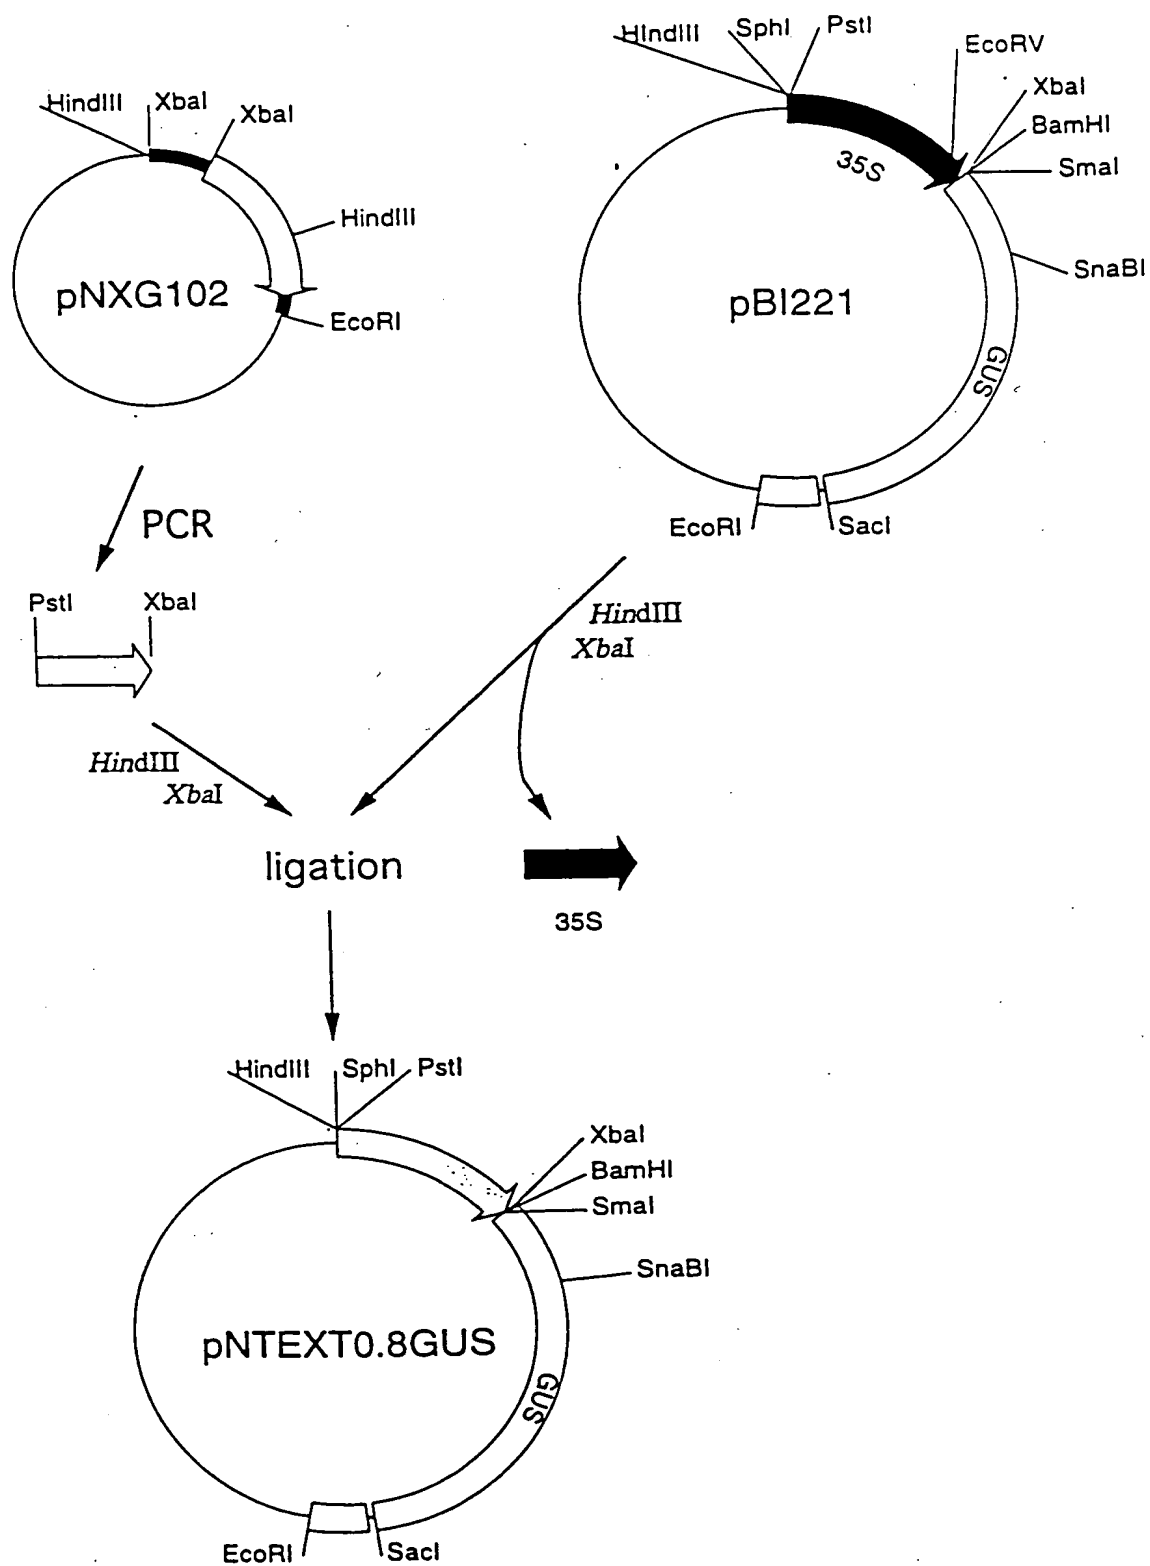 HindIII
XbaI
XbaI
HindIII
EcoRI
pNXG102
HindIII
SphI
PstI
EcoRV
XbaI
BamHI
SmaI
SnaBI
35S
pBI221
GUS
EcoRI
SacI
PCR
PstI
XbaI
HindIII
XbaI
HindIII
XbaI
ligation
35S
HindIII
SphI
PstI
XbaI
BamHI
SmaI
SnaBI
pNTEXT0.8GUS
GUS
EcoRI
SacI